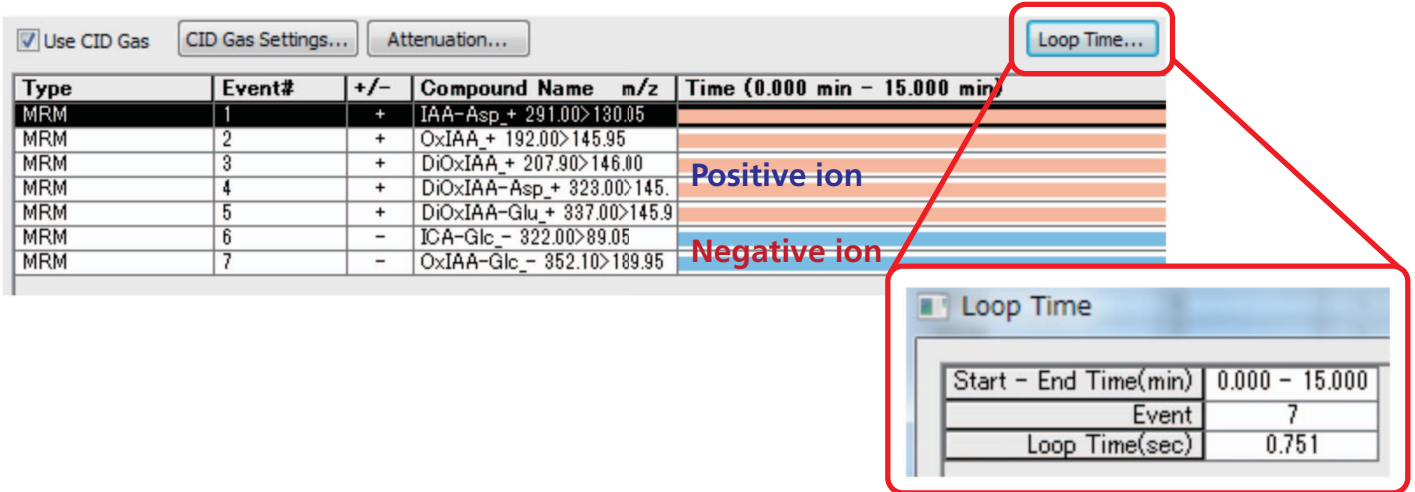 Use CID Gas CID Gas Settings... Attenuation... Loop Time...
Type Event# +/- Compound Name m/z Time (0.000 min - 15.000 min)
MRM 1 + IAA-Asp_+ 291.00>130.05
MRM 2 + OxIAA_+ 192.00>145.95
MRM 3 + DiOxIAA_+ 207.90>146.00
MRM 4 + DiOxIAA-Asp_+ 323.00>145.
MRM 5 + DiOxIAA-Glu_+ 337.00>145.9
MRM 6 - ICA-Glc_- 322.00>89.05
MRM 7 - OxIAA-Glc_- 352.10>189.95
Positive ion
Negative ion
Loop Time
Start - End Time(min) 0.000 - 15.000
Event 7
Loop Time(sec) 0.751